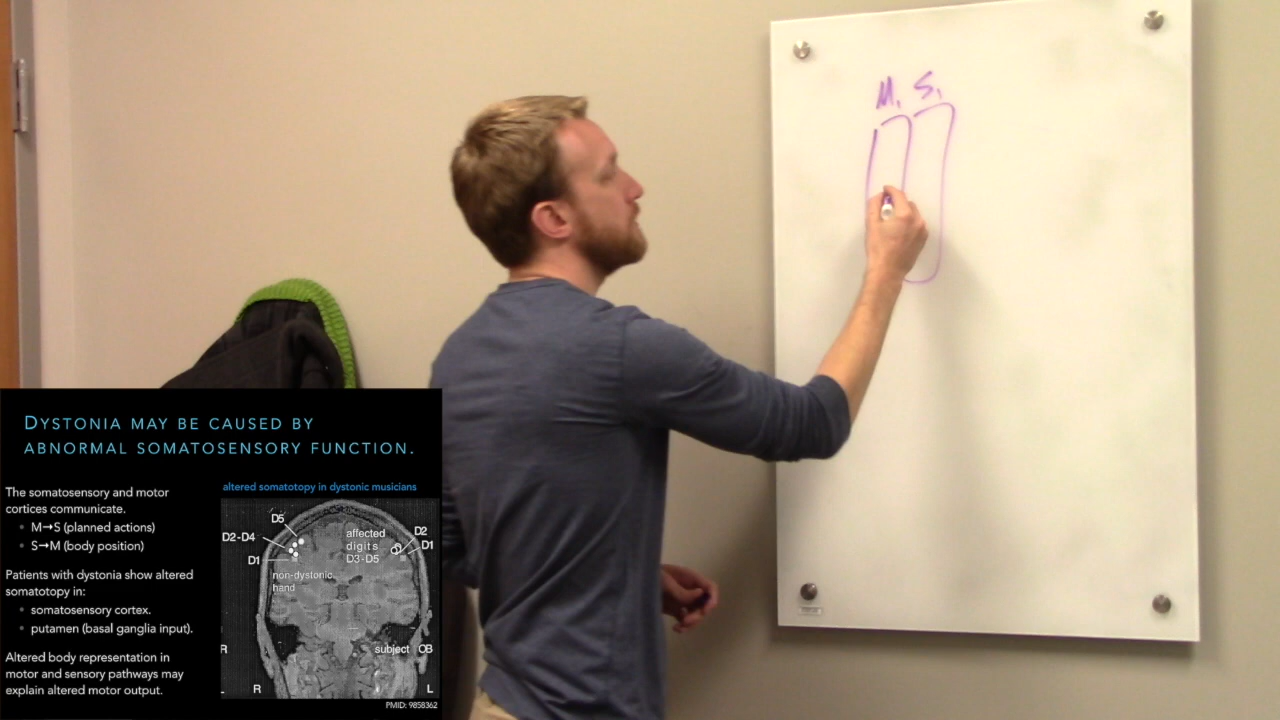 M₁ S₁
DYSTONIA MAY BE CAUSED BY
ABNORMAL SOMATOSENSORY FUNCTION.
The somatosensory and motor
cortices communicate.
• M→S (planned actions)
• S→M (body position)
Patients with dystonia show altered
somatotopy in:
• somatosensory cortex.
• putamen (basal ganglia input).
Altered body representation in
motor and sensory pathways may
explain altered motor output.
altered somatotopy in dystonic musicians
D5
D2-D4
D1
non-dystonic
hand
affected
digits
D3-D5
D2
D1
R
subject OB
R
L
PMID: 9858362